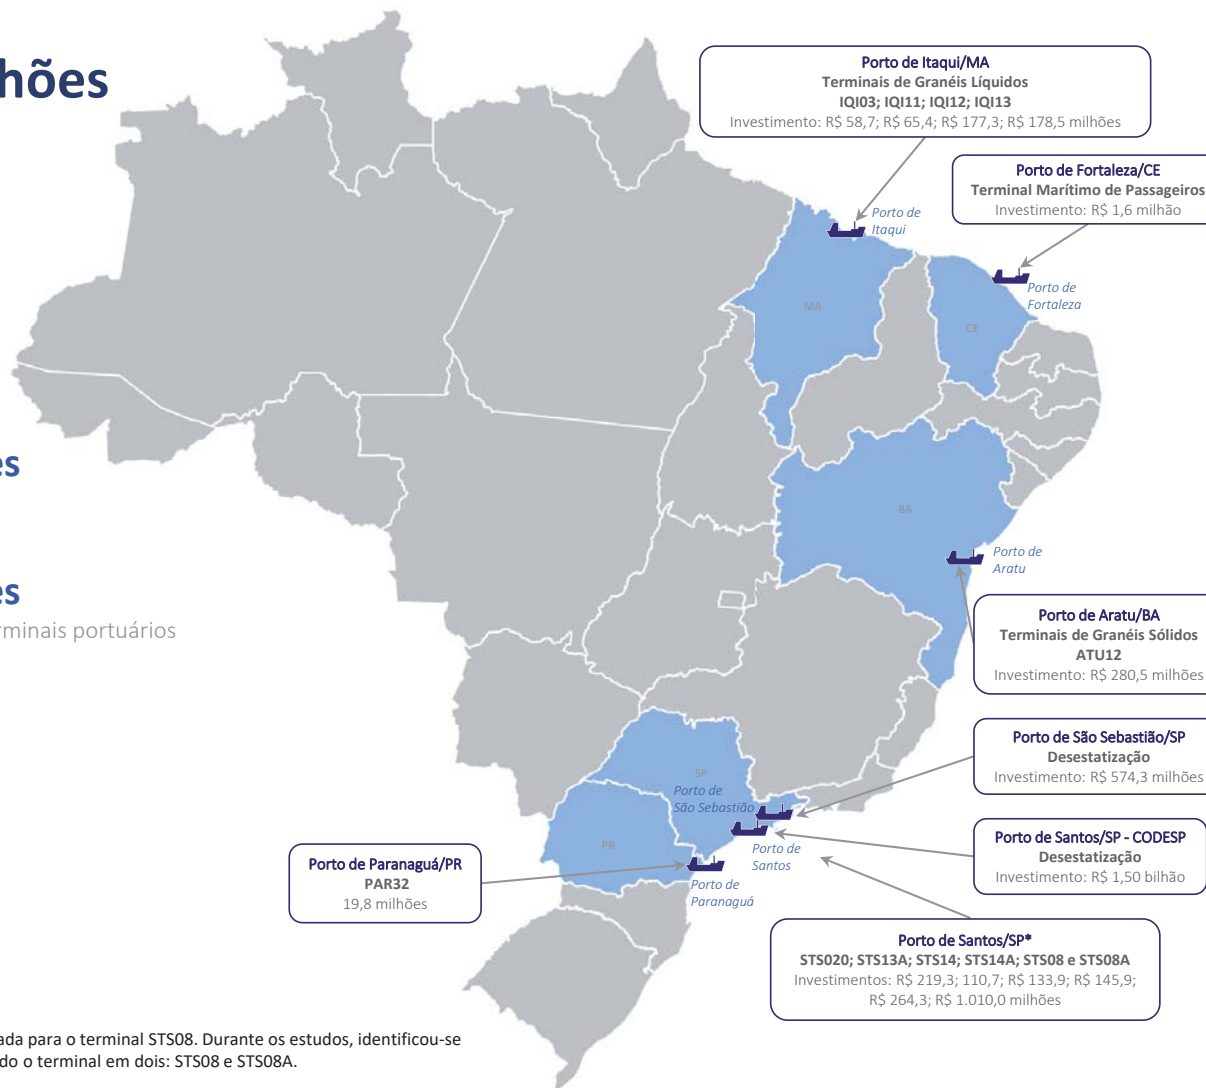 hões
es
es
rminais portuários
Porto de Itaqui/MA
Terminais de Granéis Líquidos
IQI03; IQI11; IQI12; IQI13
Investimento: R$ 58,7; R$ 65,4; R$ 177,3; R$ 178,5 milhões
Porto de Fortaleza/CE
Terminal Marítimo de Passageiros
Investimento: R$ 1,6 milhão
Porto de
Itaqui
Porto de
Fortaleza
MA
CE
BA
Porto de
Aratu
Porto de Aratu/BA
Terminais de Granéis Sólidos
ATU12
Investimento: R$ 280,5 milhões
Porto de São Sebastião/SP
Desestatização
Investimento: R$ 574,3 milhões
SP
Porto de
São Sebastião
Porto de Santos/SP - CODESP
Desestatização
Investimento: R$ 1,50 bilhão
PR
Porto de
Santos
Porto de Paranaguá/PR
PAR32
19,8 milhões
Porto de
Paranaguá
Porto de Santos/SP*
STS020; STS13A; STS14; STS14A; STS08 e STS08A
Investimentos: R$ 219,3; 110,7; R$ 133,9; R$ 145,9;
R$ 264,3; R$ 1.010,0 milhões
ada para o terminal STS08. Durante os estudos, identificou-se
do o terminal em dois: STS08 e STS08A.